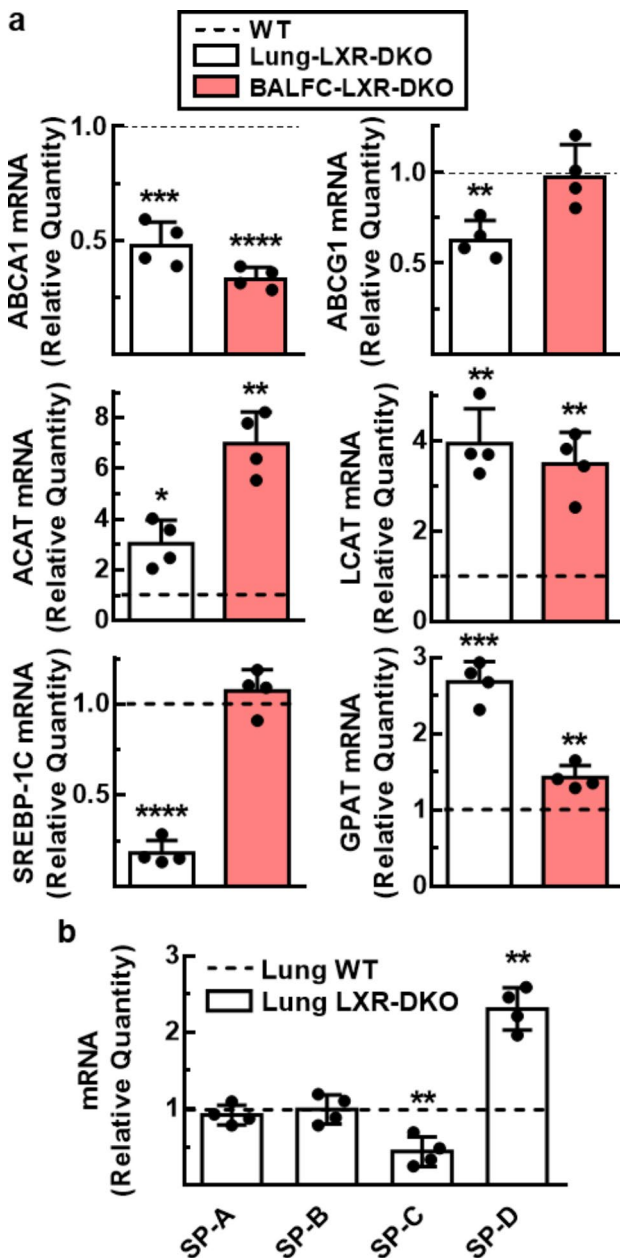 a
WT
Lung-LXR-DKO
BALFC-LXR-DKO
ABCA1 mRNA
(Relative Quantity)
1.0
0.5
***
****
ABCG1 mRNA
(Relative Quantity)
1.0
0.5
**
ACAT mRNA
(Relative Quantity)
8
6
4
2
0
*
**
LCAT mRNA
(Relative Quantity)
4
2
0
**
**
SREBP-1C mRNA
(Relative Quantity)
1.0
0.5
****
GPAT mRNA
(Relative Quantity)
3
2
1
0
***
**
b
mRNA
(Relative Quantity)
3
2
1
Lung WT
Lung LXR-DKO
**
**
SP-A
SP-B
SP-C
SP-D